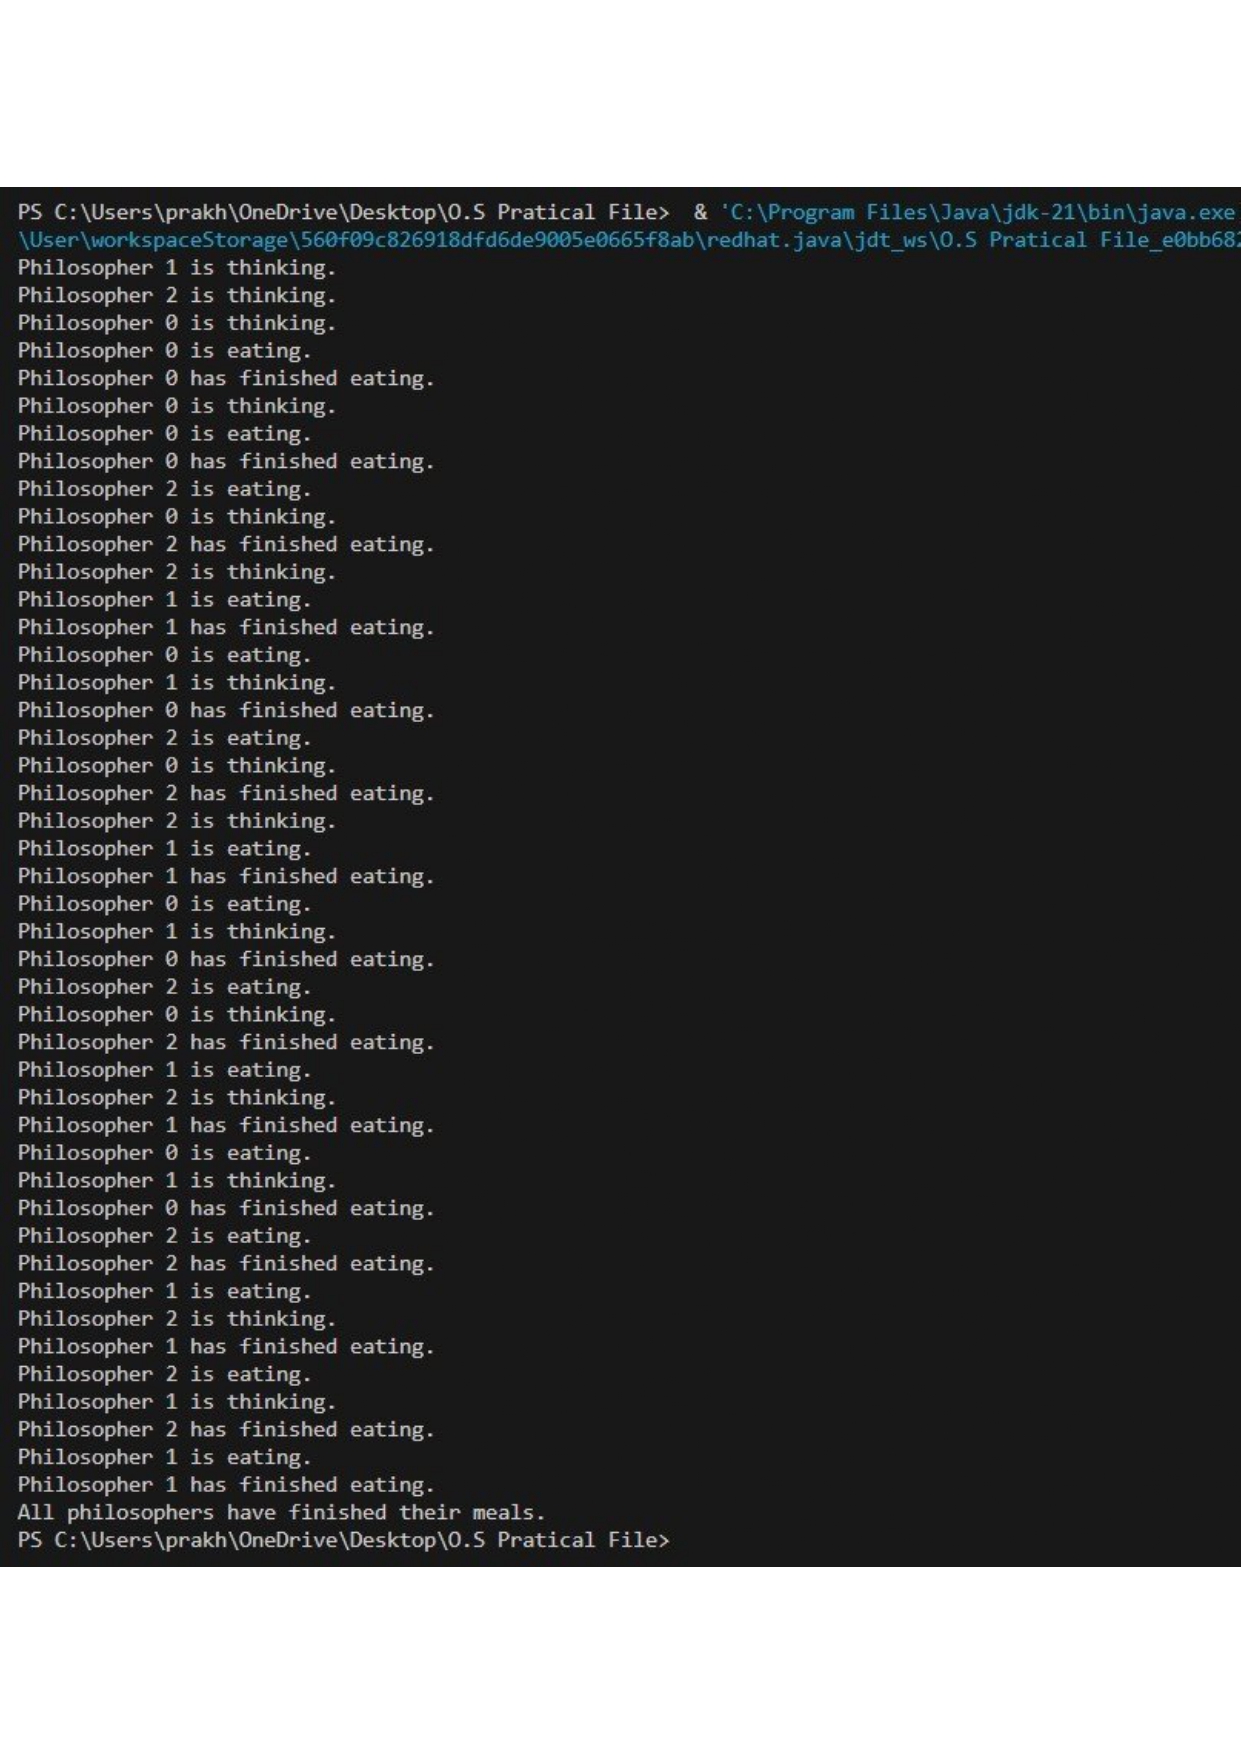 PS C:\Users\prakh\OneDrive\Desktop\O.S Pratical File>  & 'C:\Program Files\Java\jdk-21\bin\java.exe
\User\workspaceStorage\560f09c826918dfd6de9005e0665f8ab\redhat.java\jdt_ws\O.S Pratical File_e0bb682
Philosopher 1 is thinking.
Philosopher 2 is thinking.
Philosopher 0 is thinking.
Philosopher 0 is eating.
Philosopher 0 has finished eating.
Philosopher 0 is thinking.
Philosopher 0 is eating.
Philosopher 0 has finished eating.
Philosopher 2 is eating.
Philosopher 0 is thinking.
Philosopher 2 has finished eating.
Philosopher 2 is thinking.
Philosopher 1 is eating.
Philosopher 1 has finished eating.
Philosopher 0 is eating.
Philosopher 1 is thinking.
Philosopher 0 has finished eating.
Philosopher 2 is eating.
Philosopher 0 is thinking.
Philosopher 2 has finished eating.
Philosopher 2 is thinking.
Philosopher 1 is eating.
Philosopher 1 has finished eating.
Philosopher 0 is eating.
Philosopher 1 is thinking.
Philosopher 0 has finished eating.
Philosopher 2 is eating.
Philosopher 0 is thinking.
Philosopher 2 has finished eating.
Philosopher 1 is eating.
Philosopher 2 is thinking.
Philosopher 1 has finished eating.
Philosopher 0 is eating.
Philosopher 1 is thinking.
Philosopher 0 has finished eating.
Philosopher 2 is eating.
Philosopher 2 has finished eating.
Philosopher 1 is eating.
Philosopher 2 is thinking.
Philosopher 1 has finished eating.
Philosopher 2 is eating.
Philosopher 1 is thinking.
Philosopher 2 has finished eating.
Philosopher 1 is eating.
Philosopher 1 has finished eating.
All philosophers have finished their meals.
PS C:\Users\prakh\OneDrive\Desktop\O.S Pratical File>